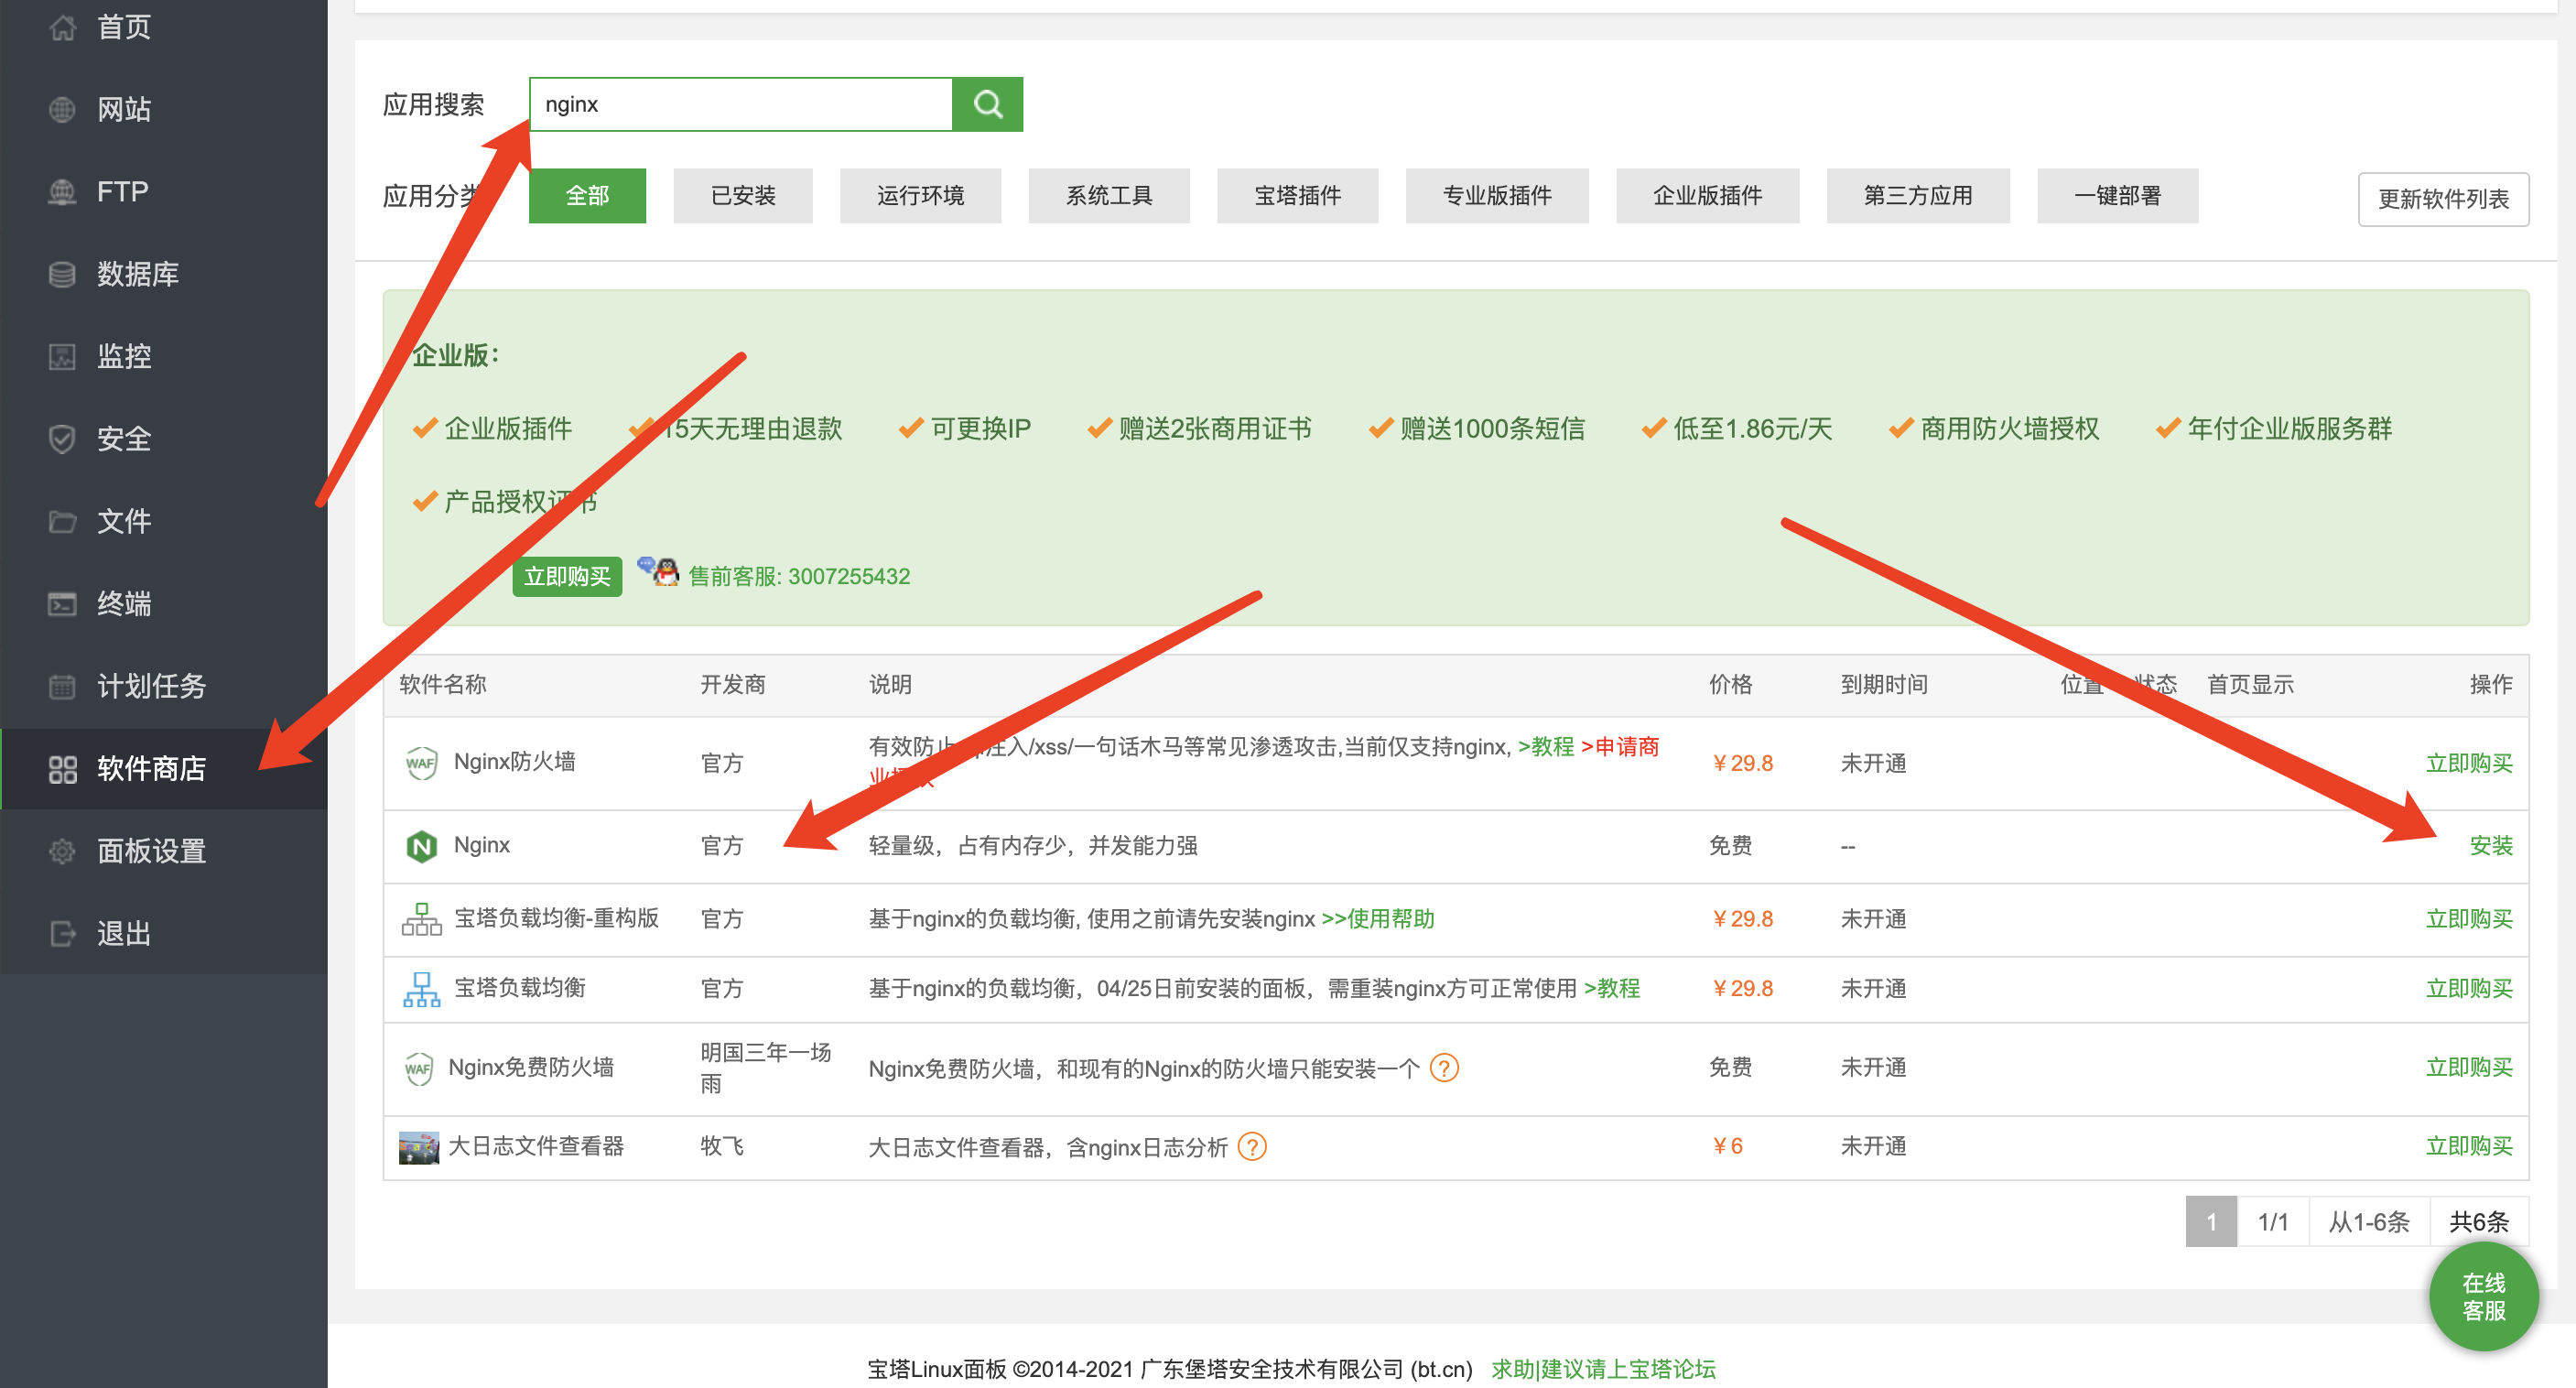 首页
网站
FTP
数据库
监控
安全
文件
终端
计划任务
软件商店
面板设置
退出
应用搜索 nginx
应用分类 全部 已安装 运行环境 系统工具 宝塔插件 专业版插件 企业版插件 第三方应用 一键部署 更新软件列表
企业版：
企业版插件 15天无理由退款 可更换IP 赠送2张商用证书 赠送1000条短信 低至1.86元/天 商用防火墙授权 年付企业版服务群
产品授权证书
立即购买 售前客服: 3007255432
软件名称 开发商 说明 价格 到期时间 位置 状态 首页显示 操作
Nginx防火墙 官方 有效防止 注入/xss/一句话木马等常见渗透攻击,当前仅支持nginx, >教程 >申请商 ￥29.8 未开通 立即购买
业
Nginx 官方 轻量级，占有内存少，并发能力强 免费 -- 安装
宝塔负载均衡-重构版 官方 基于nginx的负载均衡, 使用之前请先安装nginx >>使用帮助 ￥29.8 未开通 立即购买
宝塔负载均衡 官方 基于nginx的负载均衡，04/25日前安装的面板，需重装nginx方可正常使用 >教程 ￥29.8 未开通 立即购买
WAF Nginx免费防火墙 明国三年一场雨 Nginx免费防火墙，和现有的Nginx的防火墙只能安装一个 ? 免费 未开通 立即购买
大日志文件查看器 牧飞 大日志文件查看器，含nginx日志分析 ? ￥6 未开通 立即购买
1 1/1 从1-6条 共6条
在线
客服
宝塔Linux面板 ©2014-2021 广东堡塔安全技术有限公司 (bt.cn) 求助|建议请上宝塔论坛